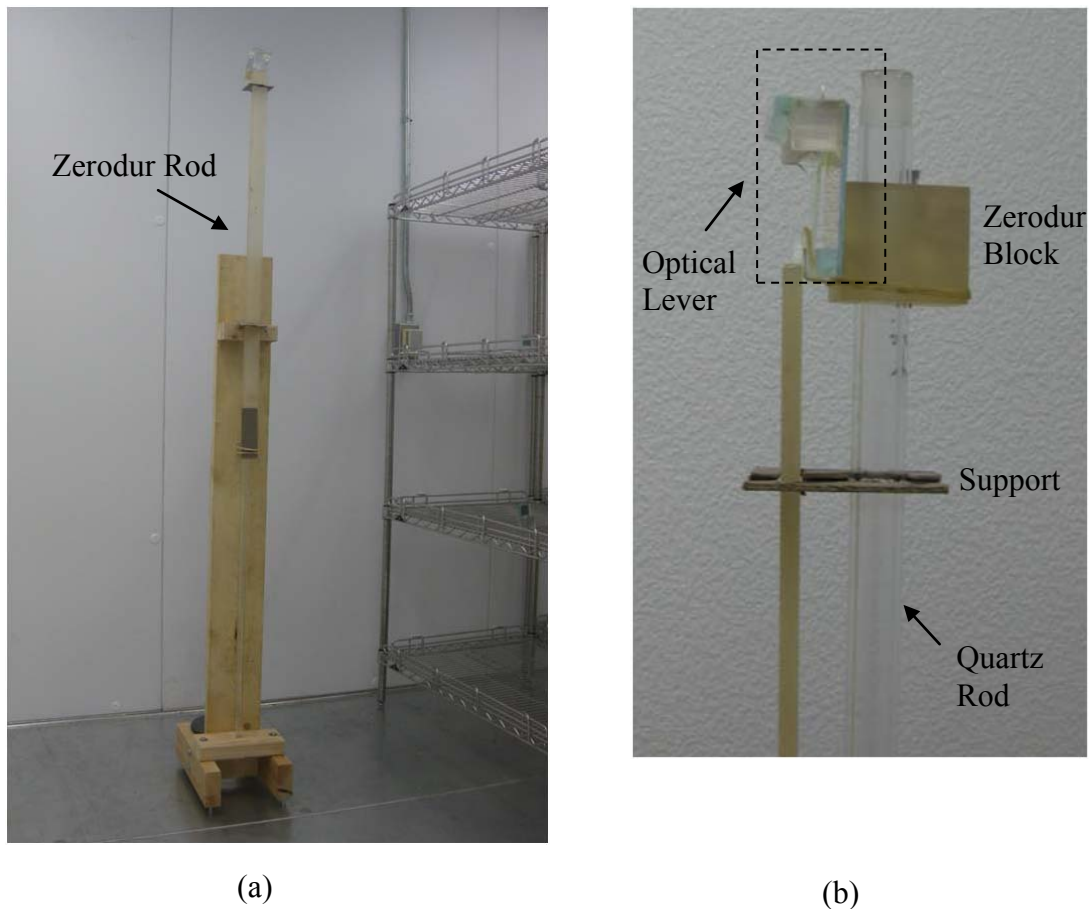 Zerodur Rod
Optical
Lever
Zerodur
Block
Support
Quartz
Rod
(a)
(b)